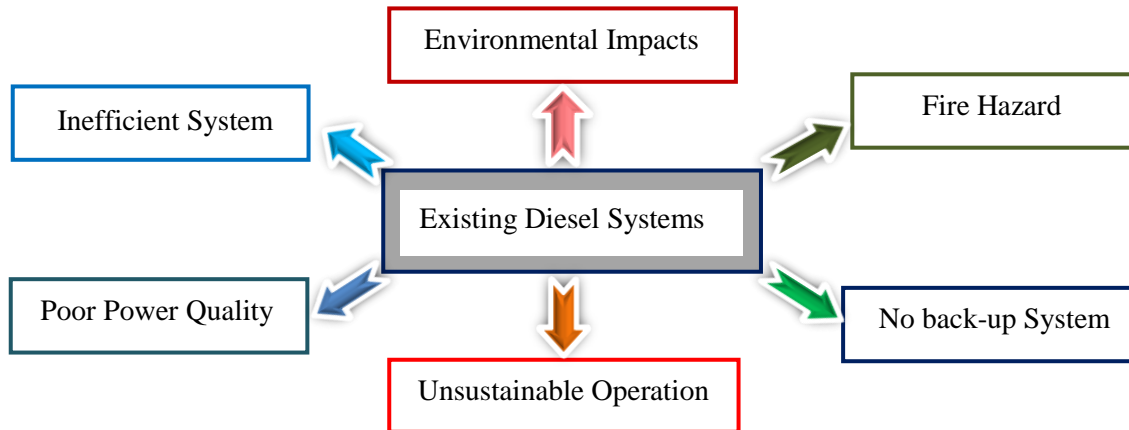 Environmental Impacts
Inefficient System
Fire Hazard
Existing Diesel Systems
Poor Power Quality
No back-up System
Unsustainable Operation